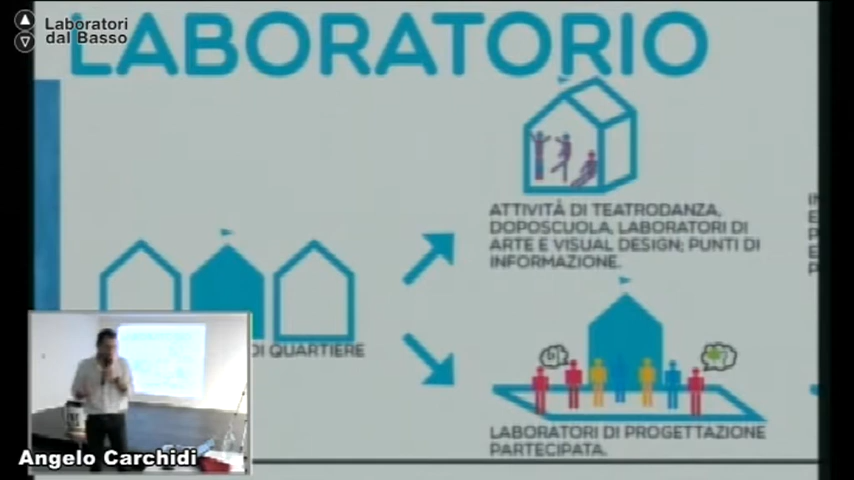 Laboratori
dal Basso
LABORATORIO
ATTIVITÀ DI TEATRODANZA,
DOPOSCUOLA, LABORATORI DI
ARTE E VISUAL DESIGN; PUNTI DI
INFORMAZIONE.
DI QUARTIERE
LABORATORI DI PROGETTAZIONE
PARTECIPATA.
Angelo Carchidi